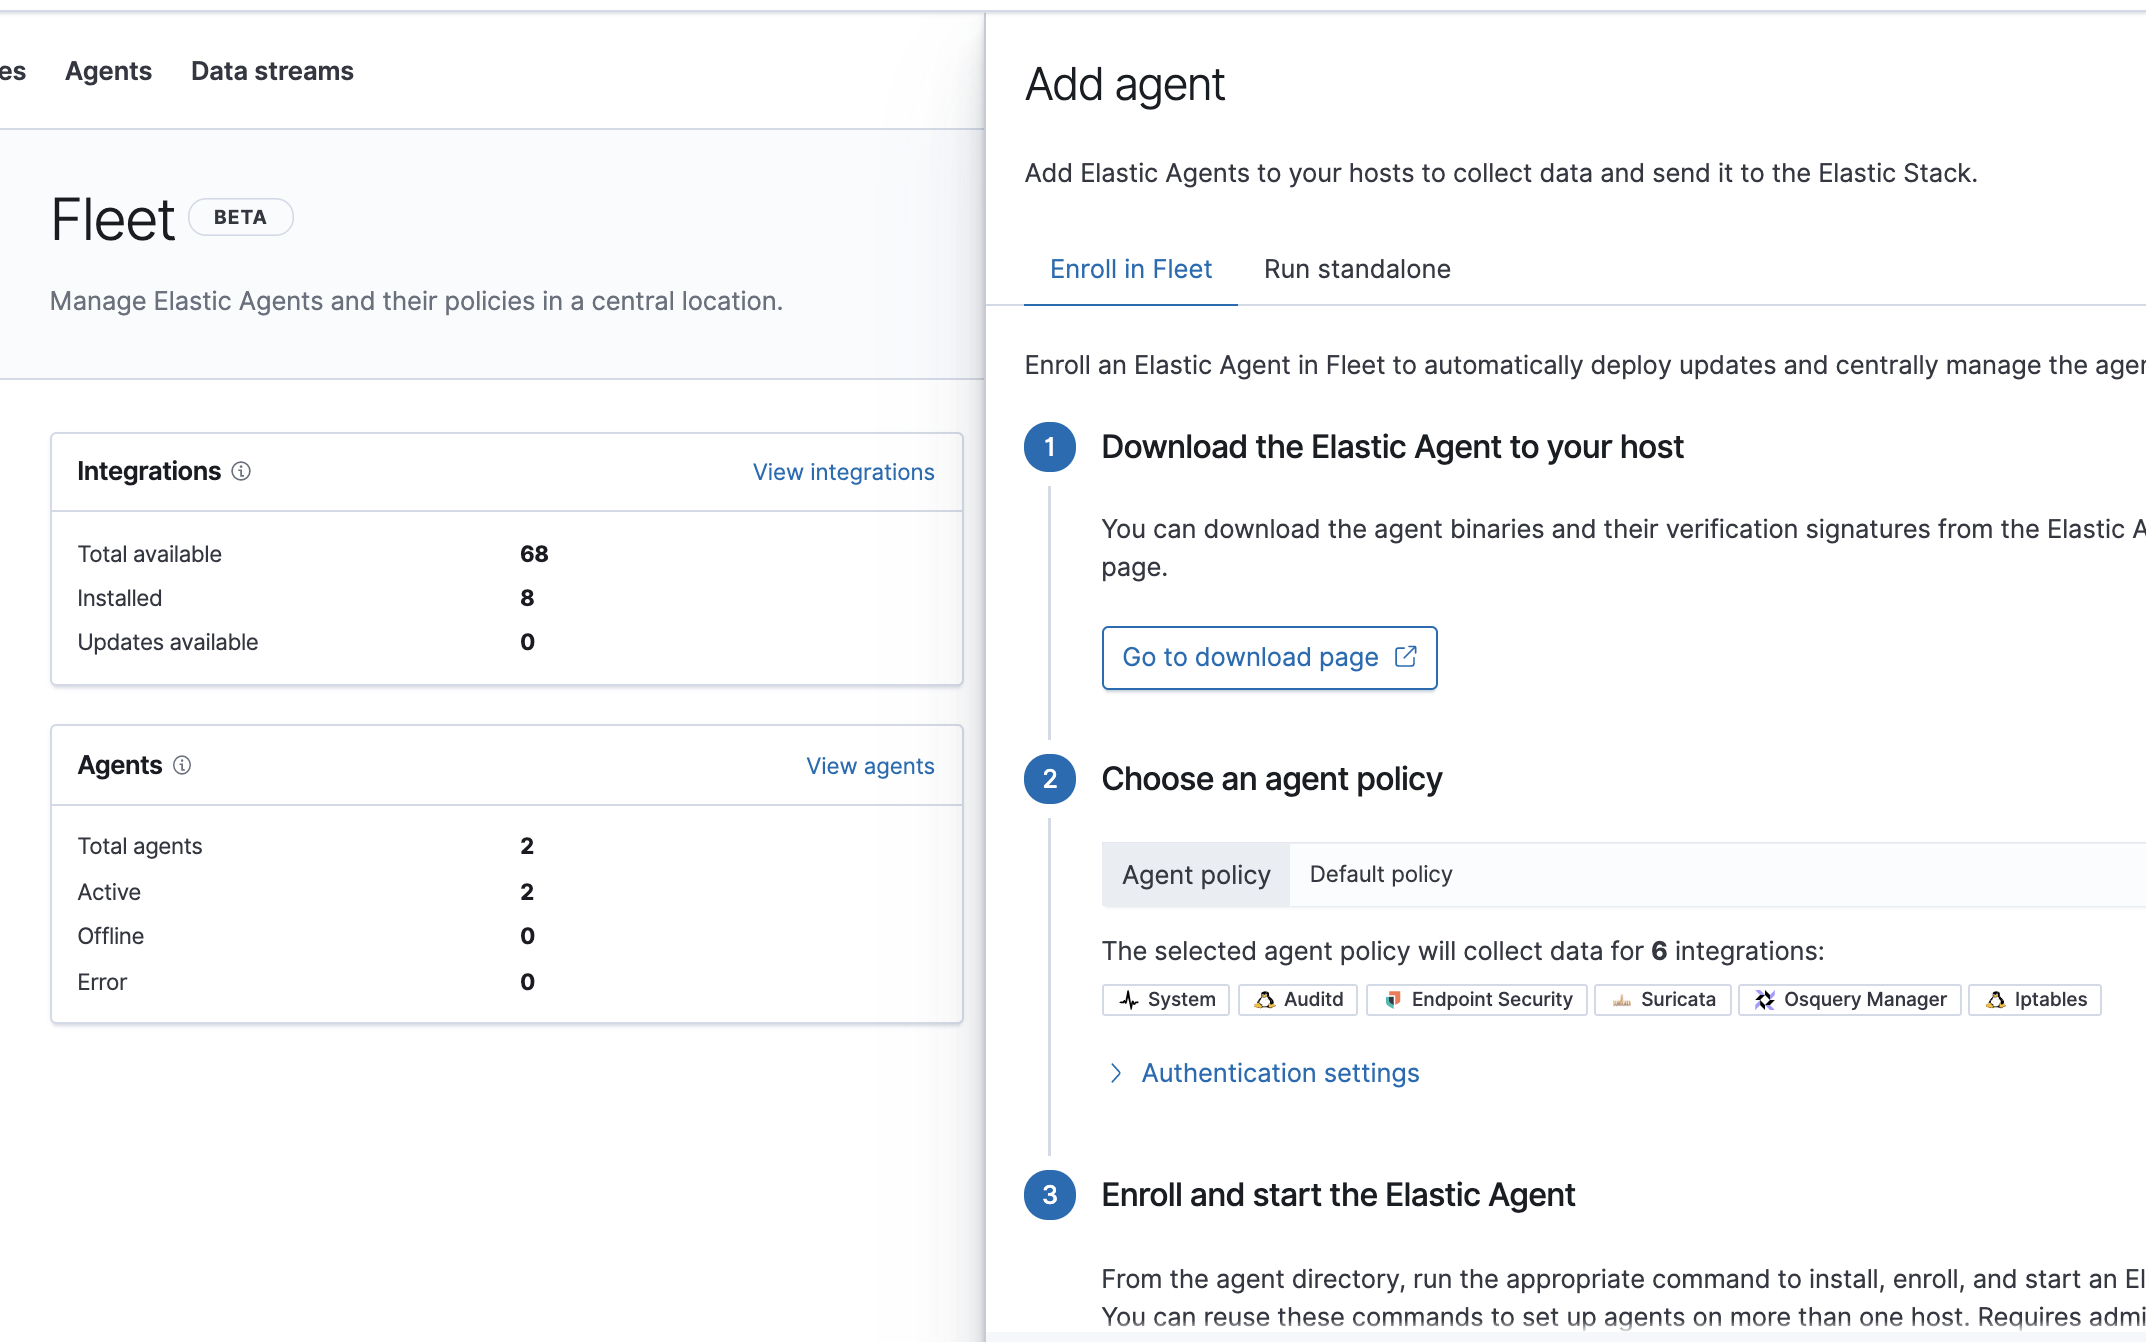 es Agents Data streams
Fleet BETA
Manage Elastic Agents and their policies in a central location.
Integrations View integrations
Total available 68
Installed 8
Updates available 0
Agents View agents
Total agents 2
Active 2
Offline 0
Error 0
Add agent
Add Elastic Agents to your hosts to collect data and send it to the Elastic Stack.
Enroll in Fleet Run standalone
Enroll an Elastic Agent in Fleet to automatically deploy updates and centrally manage the
1 Download the Elastic Agent to your host
You can download the agent binaries and their verification signatures from the Elastic
page.
Go to download page
2 Choose an agent policy
Agent policy Default policy
The selected agent policy will collect data for 6 integrations:
System Auditd Endpoint Security Suricata Osquery Manager Iptables
Authentication settings
3 Enroll and start the Elastic Agent
From the agent directory, run the appropriate command to install, enroll, and start an El
You can reuse these commands to set up agents on more than one host. Requires admi